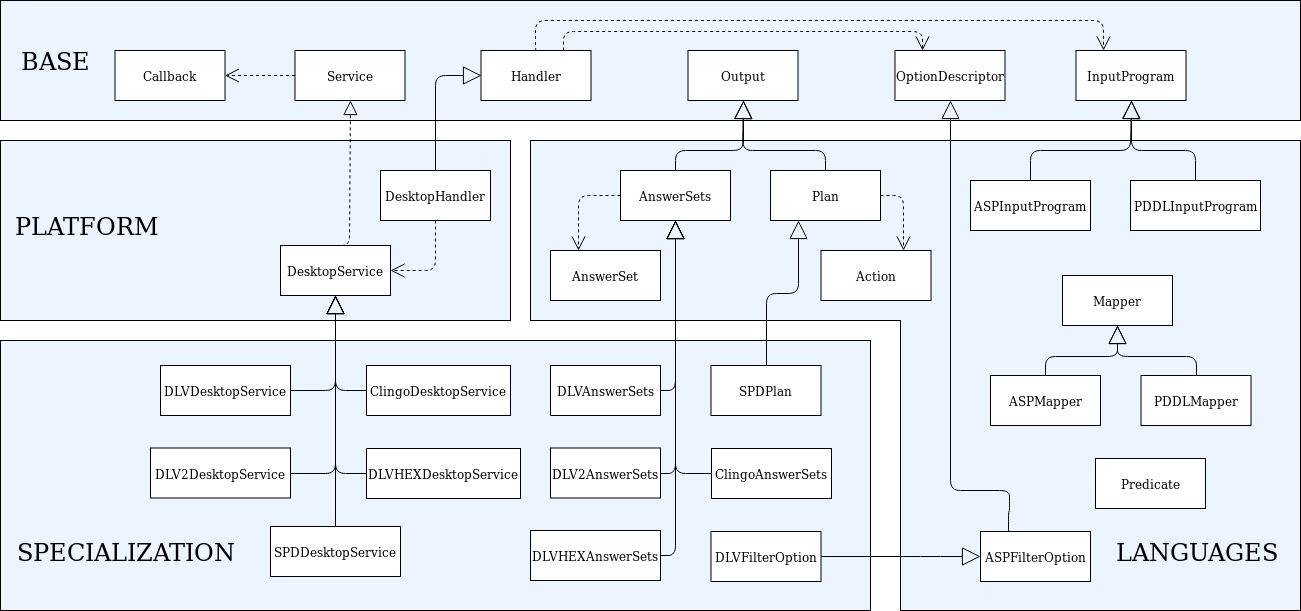 BASE
Callback
Service
Handler
Output
OptionDescriptor
InputProgram
PLATFORM
DesktopHandler
DesktopService
AnswerSets
Plan
ASPInputProgram
PDDLInputProgram
AnswerSet
Action
Mapper
ASPMapper
PDDLMapper
Predicate
ASPFilterOption
LANGUAGES
DLVDesktopService
ClingoDesktopService
DLVAnswerSets
SPDPlan
DLV2DesktopService
DLVHEXDesktopService
DLV2AnswerSets
ClingoAnswerSets
SPECIALIZATION
SPDDesktopService
DLVHEXAnswerSets
DLVFilterOption